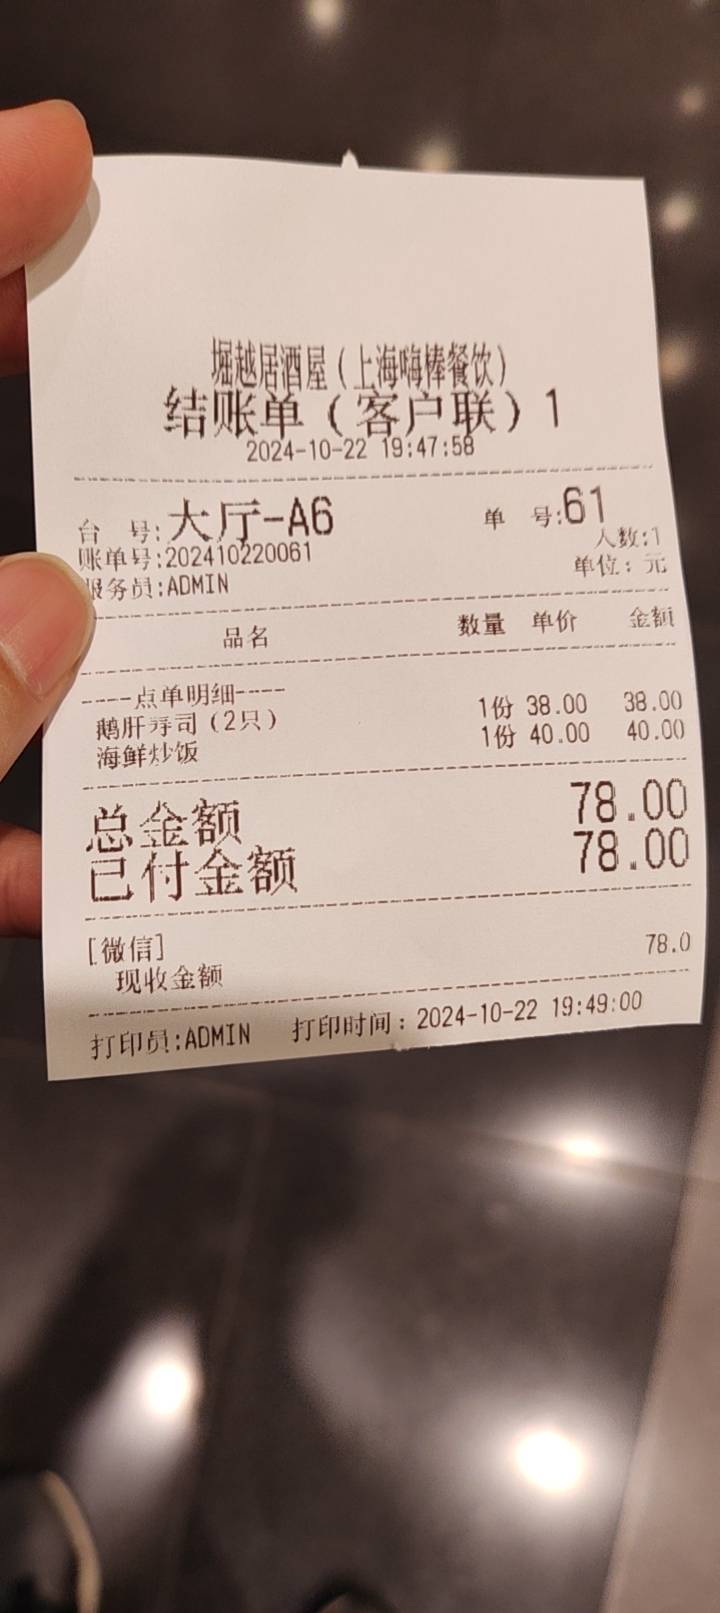 堀越居酒屋（上海嗨棒餐饮）
结账单（客户联）1
2024-10-22 19:47:58
台 号:大厅-A6 单 号:61
人数:1
账单号:202410220061
单位：元
服务员:ADMIN
品名 数量 单价 金额
----点单明细----
鹅肝寿司（2只） 1份 38.00 38.00
海鲜炒饭 1份 40.00 40.00
总金额 78.00
已付金额 78.00
[微信] 78.0
现收金额
打印员:ADMIN 打印时间：2024-10-22 19:49:00